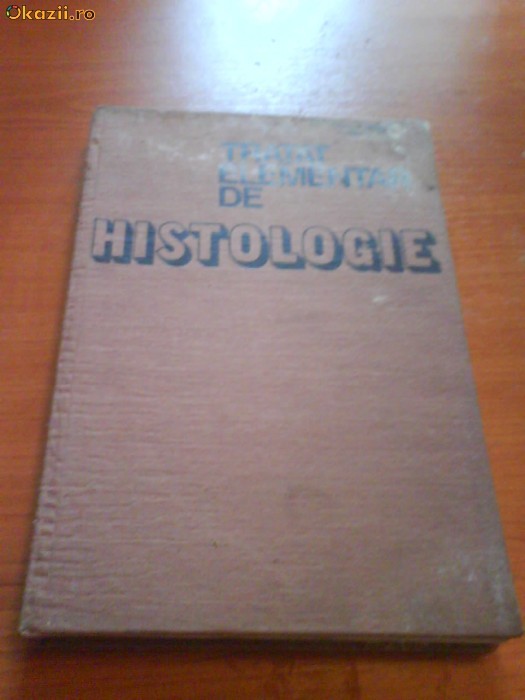 Okazii.ro
TRATAT
ELEMENTAR
DE
HISTOLOGIE